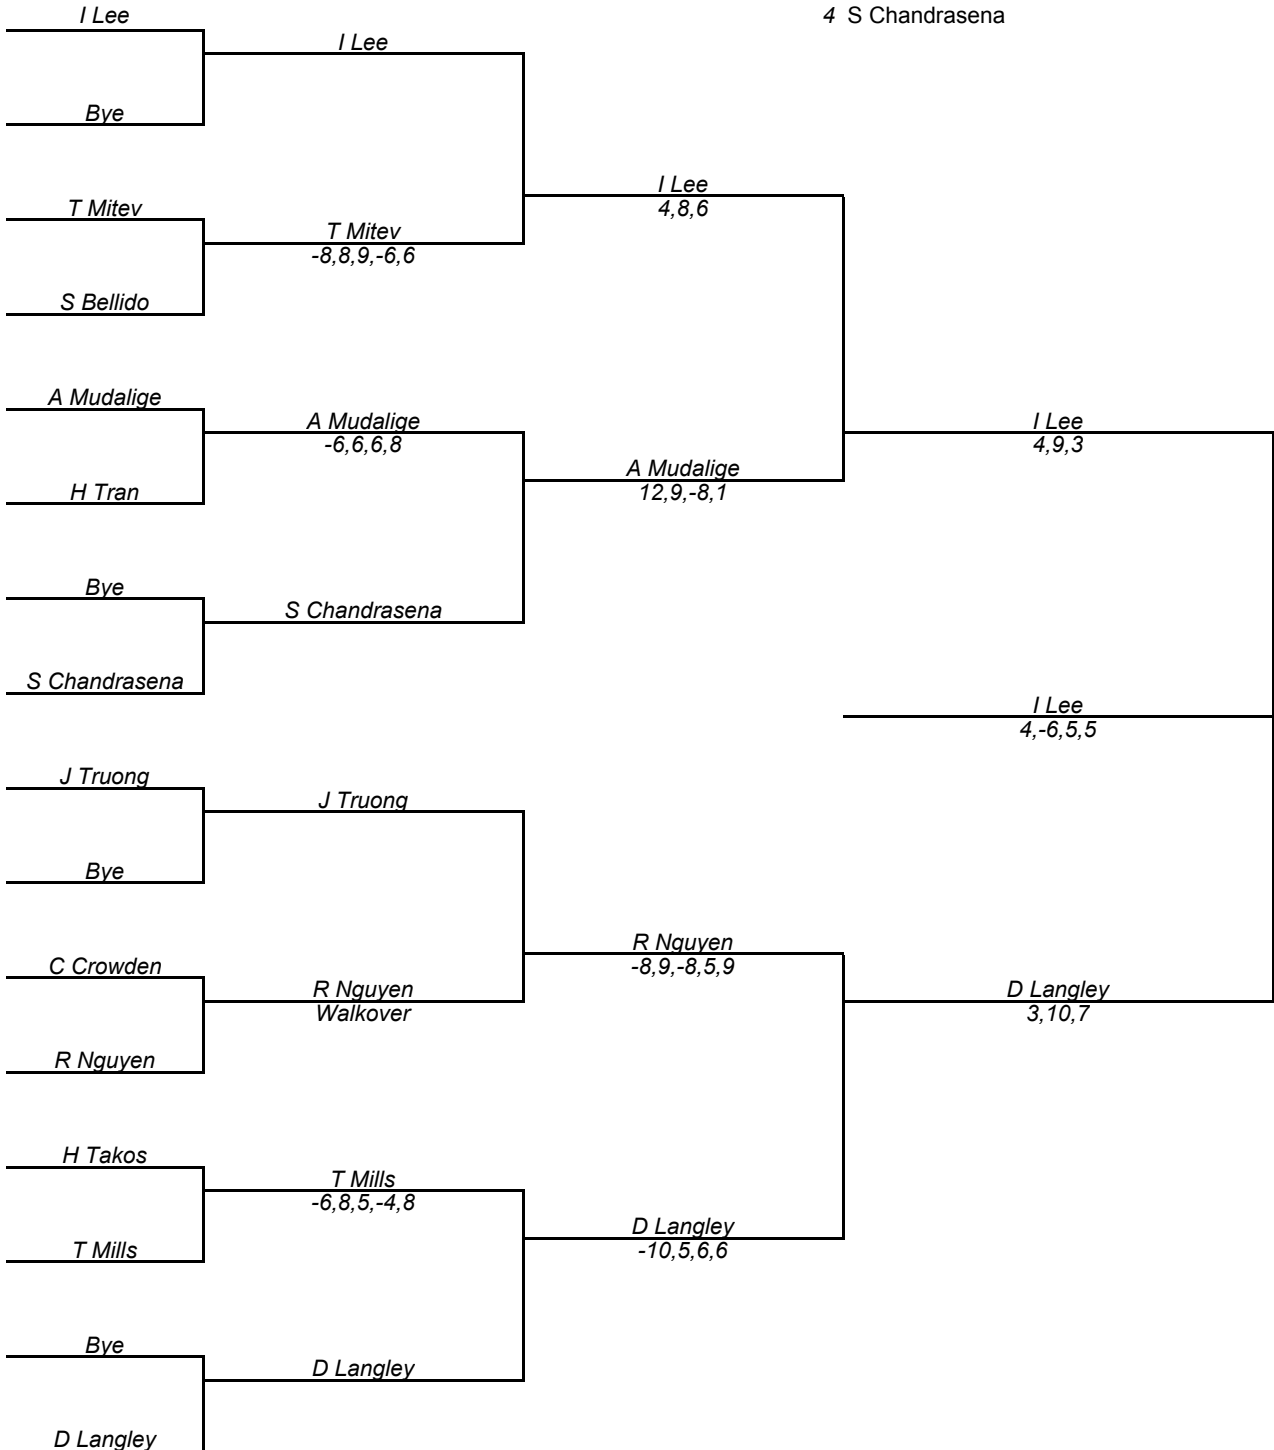 I Lee
4 S Chandrasena
I Lee
Bye
I Lee
4,8,6
T Mitev
T Mitev
-8,8,9,-6,6
S Bellido
A Mudalige
A Mudalige
-6,6,6,8
I Lee
4,9,3
A Mudalige
12,9,-8,1
H Tran
Bye
S Chandrasena
S Chandrasena
I Lee
4,-6,5,5
J Truong
J Truong
Bye
R Nguyen
-8,9,-8,5,9
C Crowden
R Nguyen
Walkover
D Langley
3,10,7
R Nguyen
H Takos
T Mills
-6,8,5,-4,8
D Langley
-10,5,6,6
T Mills
Bye
D Langley
D Langley